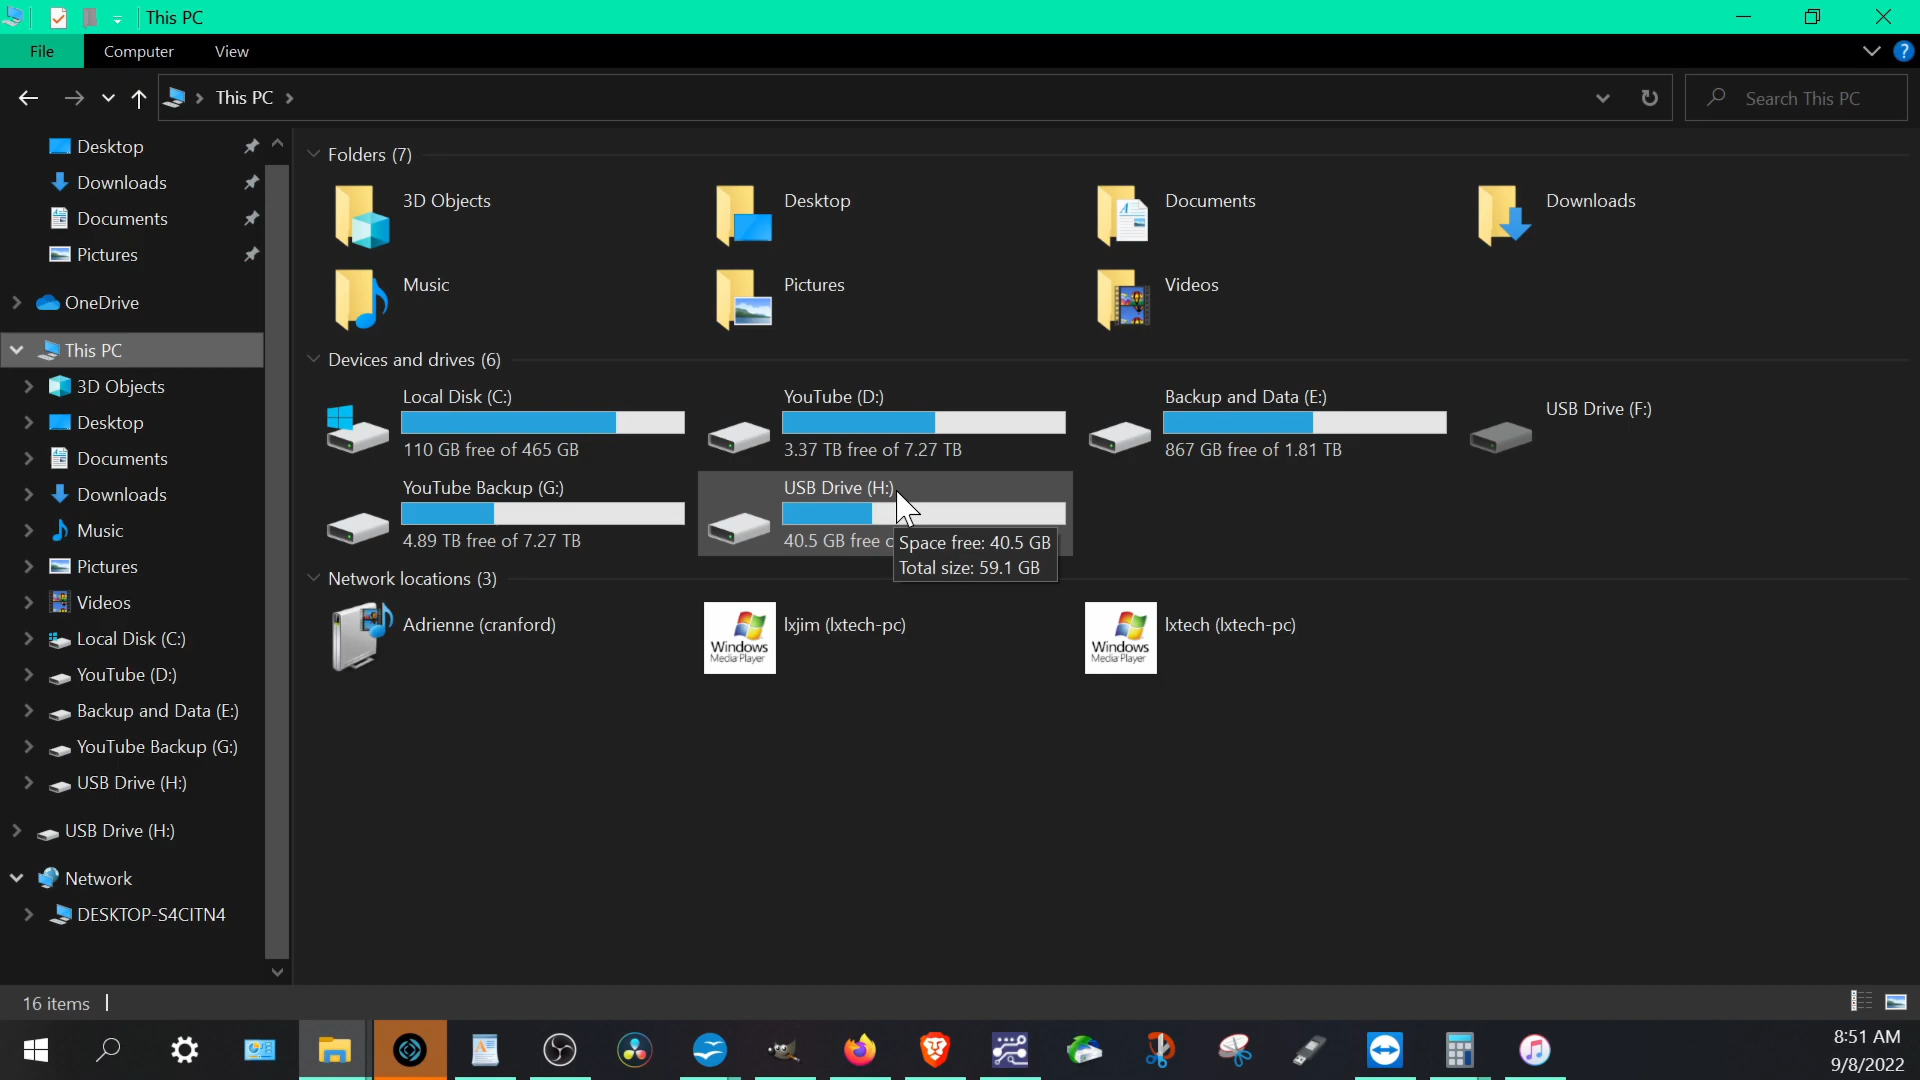 This PC
File Computer View
This PC
Search This PC
Desktop
Downloads
Documents
Pictures
OneDrive
This PC
3D Objects
Desktop
Documents
Downloads
Music
Pictures
Videos
Local Disk (C:)
YouTube (D:)
Backup and Data (E:)
YouTube Backup (G:)
USB Drive (H:)
USB Drive (H:)
Network
DESKTOP-S4CITN4
Folders (7)
3D Objects
Desktop
Documents
Downloads
Music
Pictures
Videos
Devices and drives (6)
Local Disk (C:)
110 GB free of 465 GB
YouTube (D:)
3.37 TB free of 7.27 TB
Backup and Data (E:)
867 GB free of 1.81 TB
USB Drive (F:)
YouTube Backup (G:)
4.89 TB free of 7.27 TB
USB Drive (H:)
40.5 GB free
Space free: 40.5 GB
Total size: 59.1 GB
Network locations (3)
Adrienne (cranford)
Windows
Media Player
lxjim (lxtech-pc)
Windows
Media Player
lxtech (lxtech-pc)
16 items
8:51 AM
9/8/2022